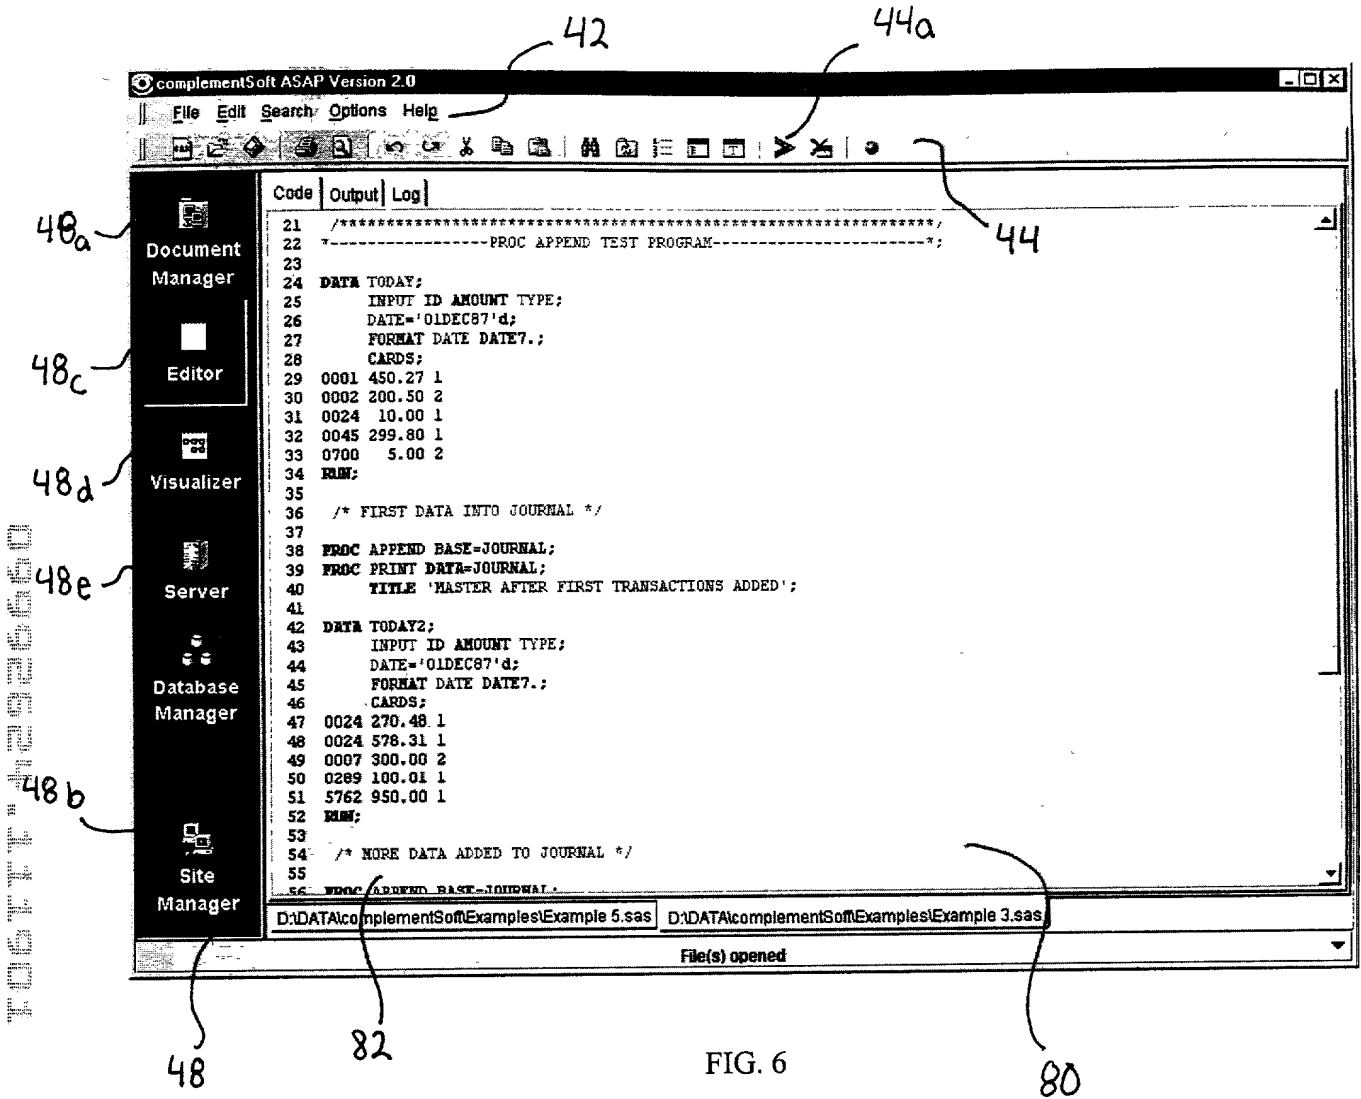 42
44a
complementSoft ASAP Version 2.0
File Edit Search Options Help
44
48a
Document
Manager
48c
Editor
48d
Visualizer
48e
Server
Database
Manager
48b
Site
Manager
Code Output Log
21 /****************************************************************/
22 *-----------------PROC APPEND TEST PROGRAM-----------------------*;
23
24 DATA TODAY;
25 INPUT ID AMOUNT TYPE;
26 DATE='01DEC87'd;
27 FORMAT DATE DATE7.;
28 CARDS;
29 0001 450.27 1
30 0002 200.50 2
31 0024 10.00 1
32 0045 299.80 1
33 0700 5.00 2
34 RUN;
35
36 /* FIRST DATA INTO JOURNAL */
37
38 PROC APPEND BASE=JOURNAL;
39 PROC PRINT DATA=JOURNAL;
40 TITLE 'MASTER AFTER FIRST TRANSACTIONS ADDED';
41
42 DATA TODAY2;
43 INPUT ID AMOUNT TYPE;
44 DATE='01DEC87'd;
45 FORMAT DATE DATE7.;
46 CARDS;
47 0024 270.48 1
48 0024 578.31 1
49 0007 300.00 2
50 0289 100.01 1
51 5762 950.00 1
52 RUN;
53
54 /* MORE DATA ADDED TO JOURNAL */
55
56 PROC APPEND BASE=JOURNAL;
D:\DATA\complementSoft\Examples\Example 5.sas D:\DATA\complementSoft\Examples\Example 3.sas
File(s) opened
48
82
FIG. 6
80